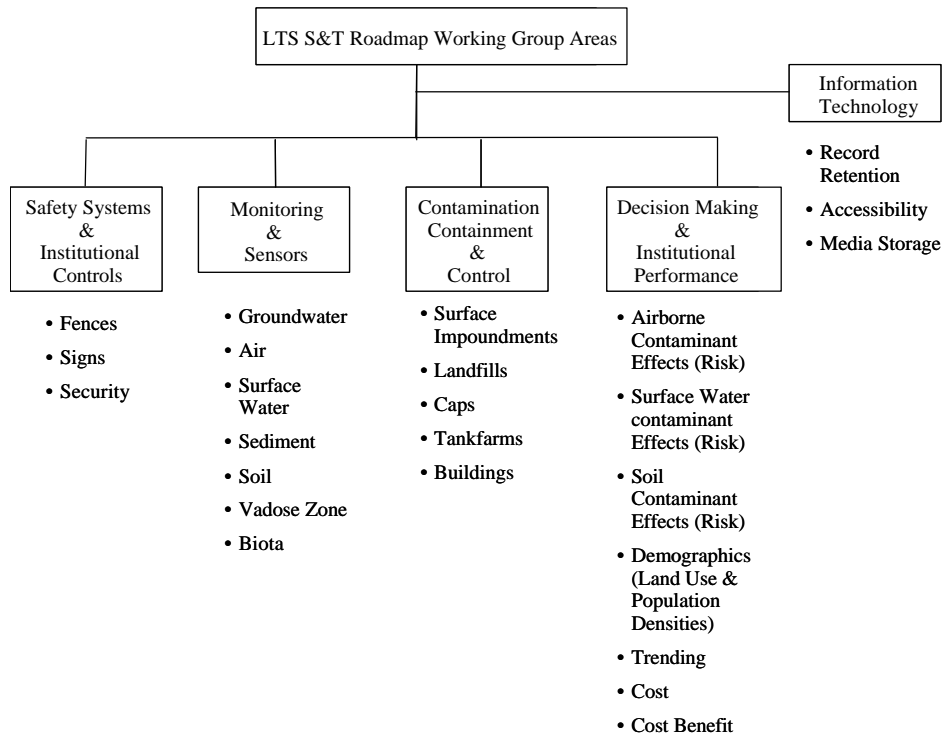 LTS S&T Roadmap Working Group Areas
Information
Technology
• Record
Retention
• Accessibility
• Media Storage
Safety Systems
&
Institutional
Controls
• Fences
• Signs
• Security
Monitoring
&
Sensors
• Groundwater
• Air
• Surface
Water
• Sediment
• Soil
• Vadose Zone
• Biota
Contamination
Containment
&
Control
• Surface
Impoundments
• Landfills
• Caps
• Tankfarms
• Buildings
Decision Making
&
Institutional
Performance
• Airborne
Contaminant
Effects (Risk)
• Surface Water
contaminant
Effects (Risk)
• Soil
Contaminant
Effects (Risk)
• Demographics
(Land Use &
Population
Densities)
• Trending
• Cost
• Cost Benefit